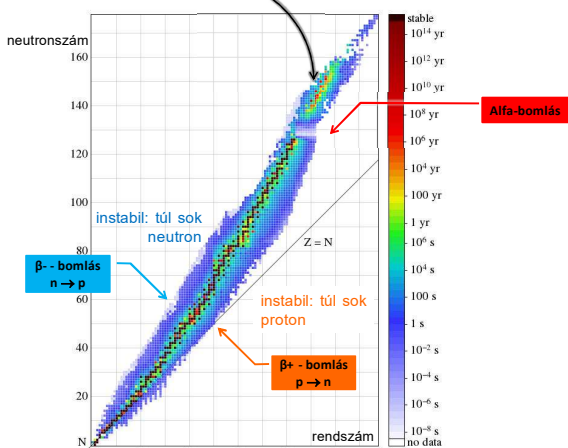 neutronszám
160
140
120
100
80
60
40
20
N
rendszám
Z = N
instabil: túl sok
neutron
instabil: túl sok
proton
β- - bomlás
n → p
β+ - bomlás
p → n
Alfa-bomlás
stable
10¹⁴ yr
10¹² yr
10¹⁰ yr
10⁸ yr
10⁶ yr
10⁴ yr
100 yr
1 yr
10⁶ s
10⁴ s
100 s
1 s
10⁻² s
10⁻⁴ s
10⁻⁶ s
10⁻⁸ s
no data